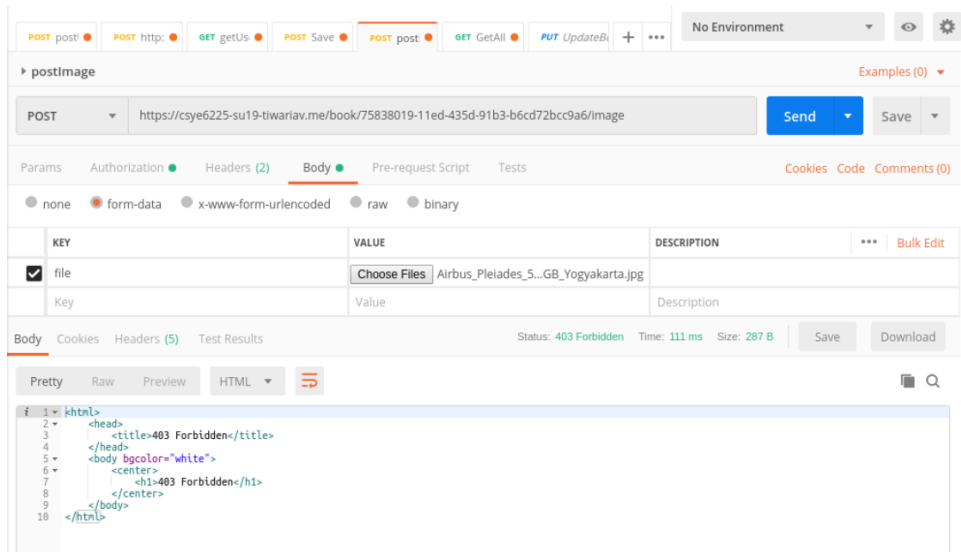 POST post! POST http: GET getUs POST Save POST post GET GetAll PUT UpdateB + ••• No Environment
postImage Examples (0)
POST https://csye6225-su19-tiwariav.me/book/75838019-11ed-435d-91b3-b6cd72bcc9a6/image Send Save
Params Authorization Headers (2) Body Pre-request Script Tests Cookies Code Comments (0)
none form-data x-www-form-urlencoded raw binary
KEY VALUE DESCRIPTION ••• Bulk Edit
file Choose Files Airbus_Pleiades_5...GB_Yogyakarta.jpg
Key Value Description
Body Cookies Headers (5) Test Results Status: 403 Forbidden Time: 111 ms Size: 287 B Save Download
Pretty Raw Preview HTML
i 1 <html>
2 <head>
3 <title>403 Forbidden</title>
4 </head>
5 <body bgcolor="white">
6 <center>
7 <h1>403 Forbidden</h1>
8 </center>
9 </body>
10 </html>